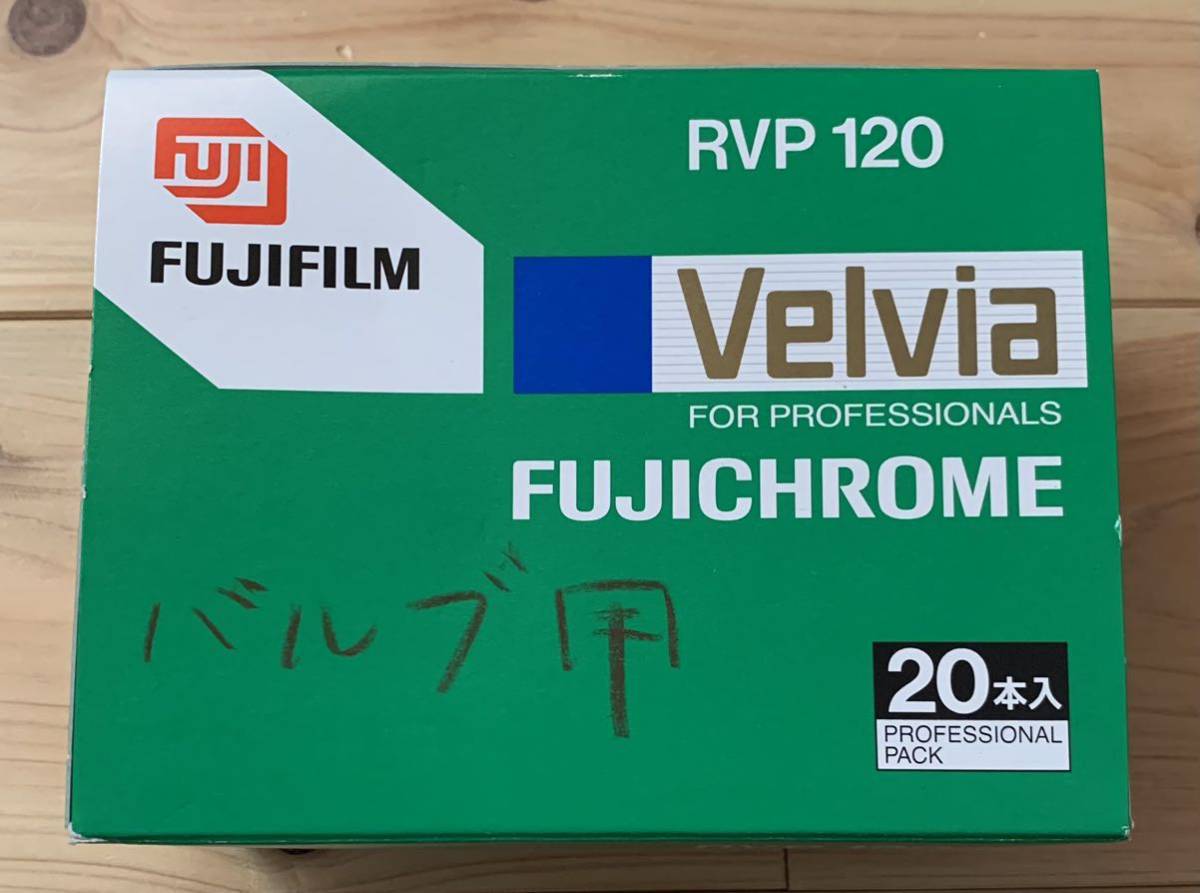 FUJI
FUJIFILM
RVP 120
Velvia
FOR PROFESSIONALS
FUJICHROME
バルブ用
20本入
PROFESSIONAL
PACK